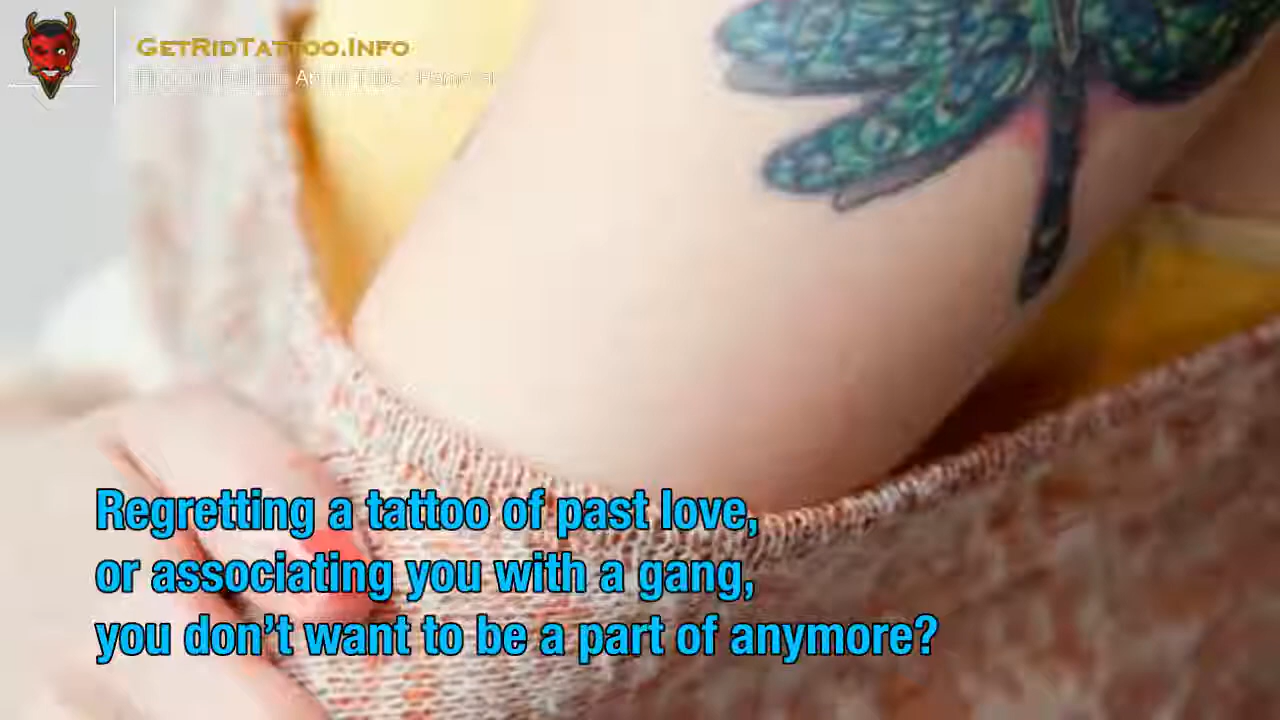 GetRidTattoo.Info
Regretting a tattoo of past love,
or associating you with a gang,
you don't want to be a part of anymore?